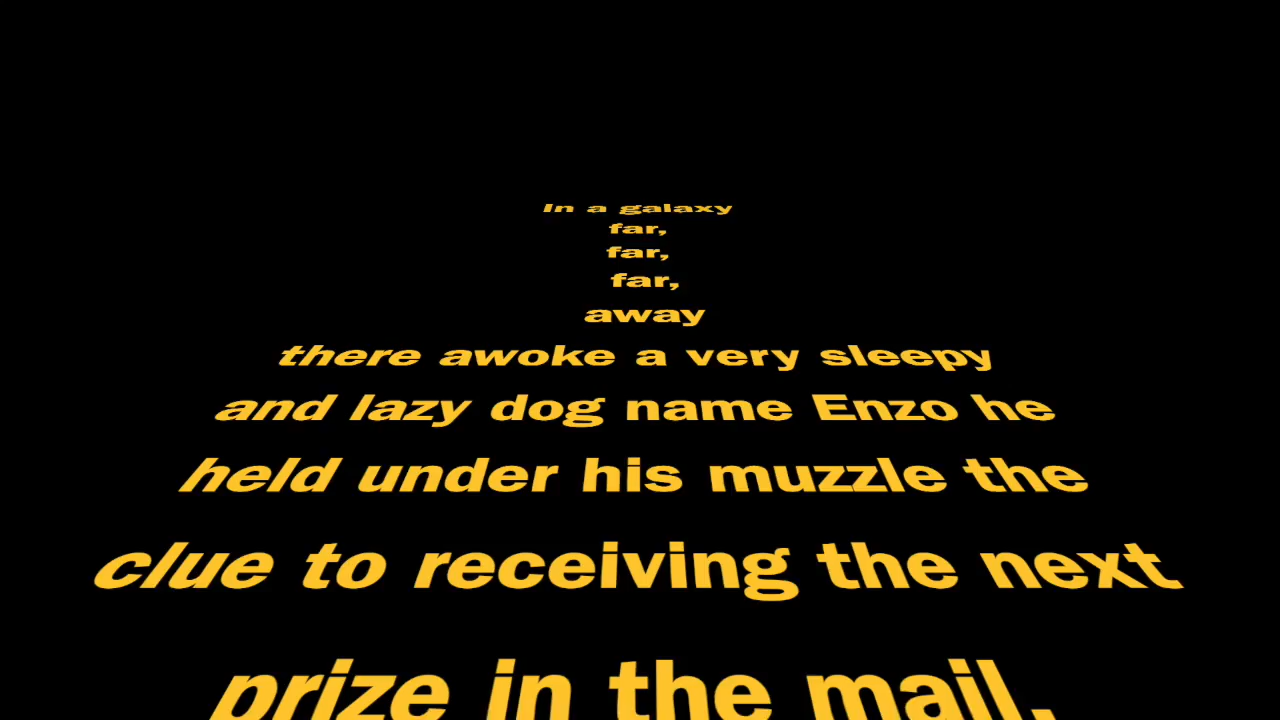 In a galaxy
far,
far,
far,
away
there awoke a very sleepy
and lazy dog name Enzo he
held under his muzzle the
clue to receiving the next
prize in the mail.